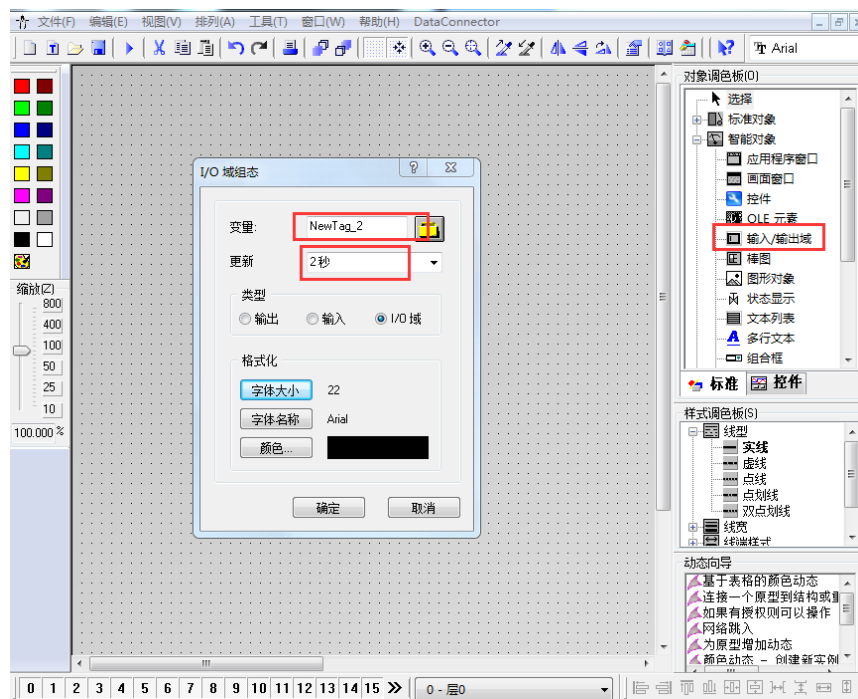 文件(F) 编辑(E) 视图(V) 排列(A) 工具(T) 窗口(W) 帮助(H) DataConnector
Arial
缩放(Z)
800
400
100
50
25
10
100.000 %
I/O 域组态
变量: NewTag_2
更新 2秒
类型
输出 输入 I/O 域
格式化
字体大小 22
字体名称 Arial
颜色...
确定 取消
对象调色板(O)
选择
标准对象
智能对象
应用程序窗口
画面窗口
控件
OLE 元素
输入/输出域
棒图
图形对象
状态显示
文本列表
多行文本
组合框
标准 控件
样式调色板(S)
线型
实线
虚线
点线
点划线
双点划线
线宽
线端样式
动态向导
基于表格的颜色动态
连接一个原型到结构或重
如果有授权则可以操作
网络跳入
为原型增加动态
颜色动态 - 创建新实例
0 1 2 3 4 5 6 7 8 9 10 11 12 13 14 15 0 - 层0